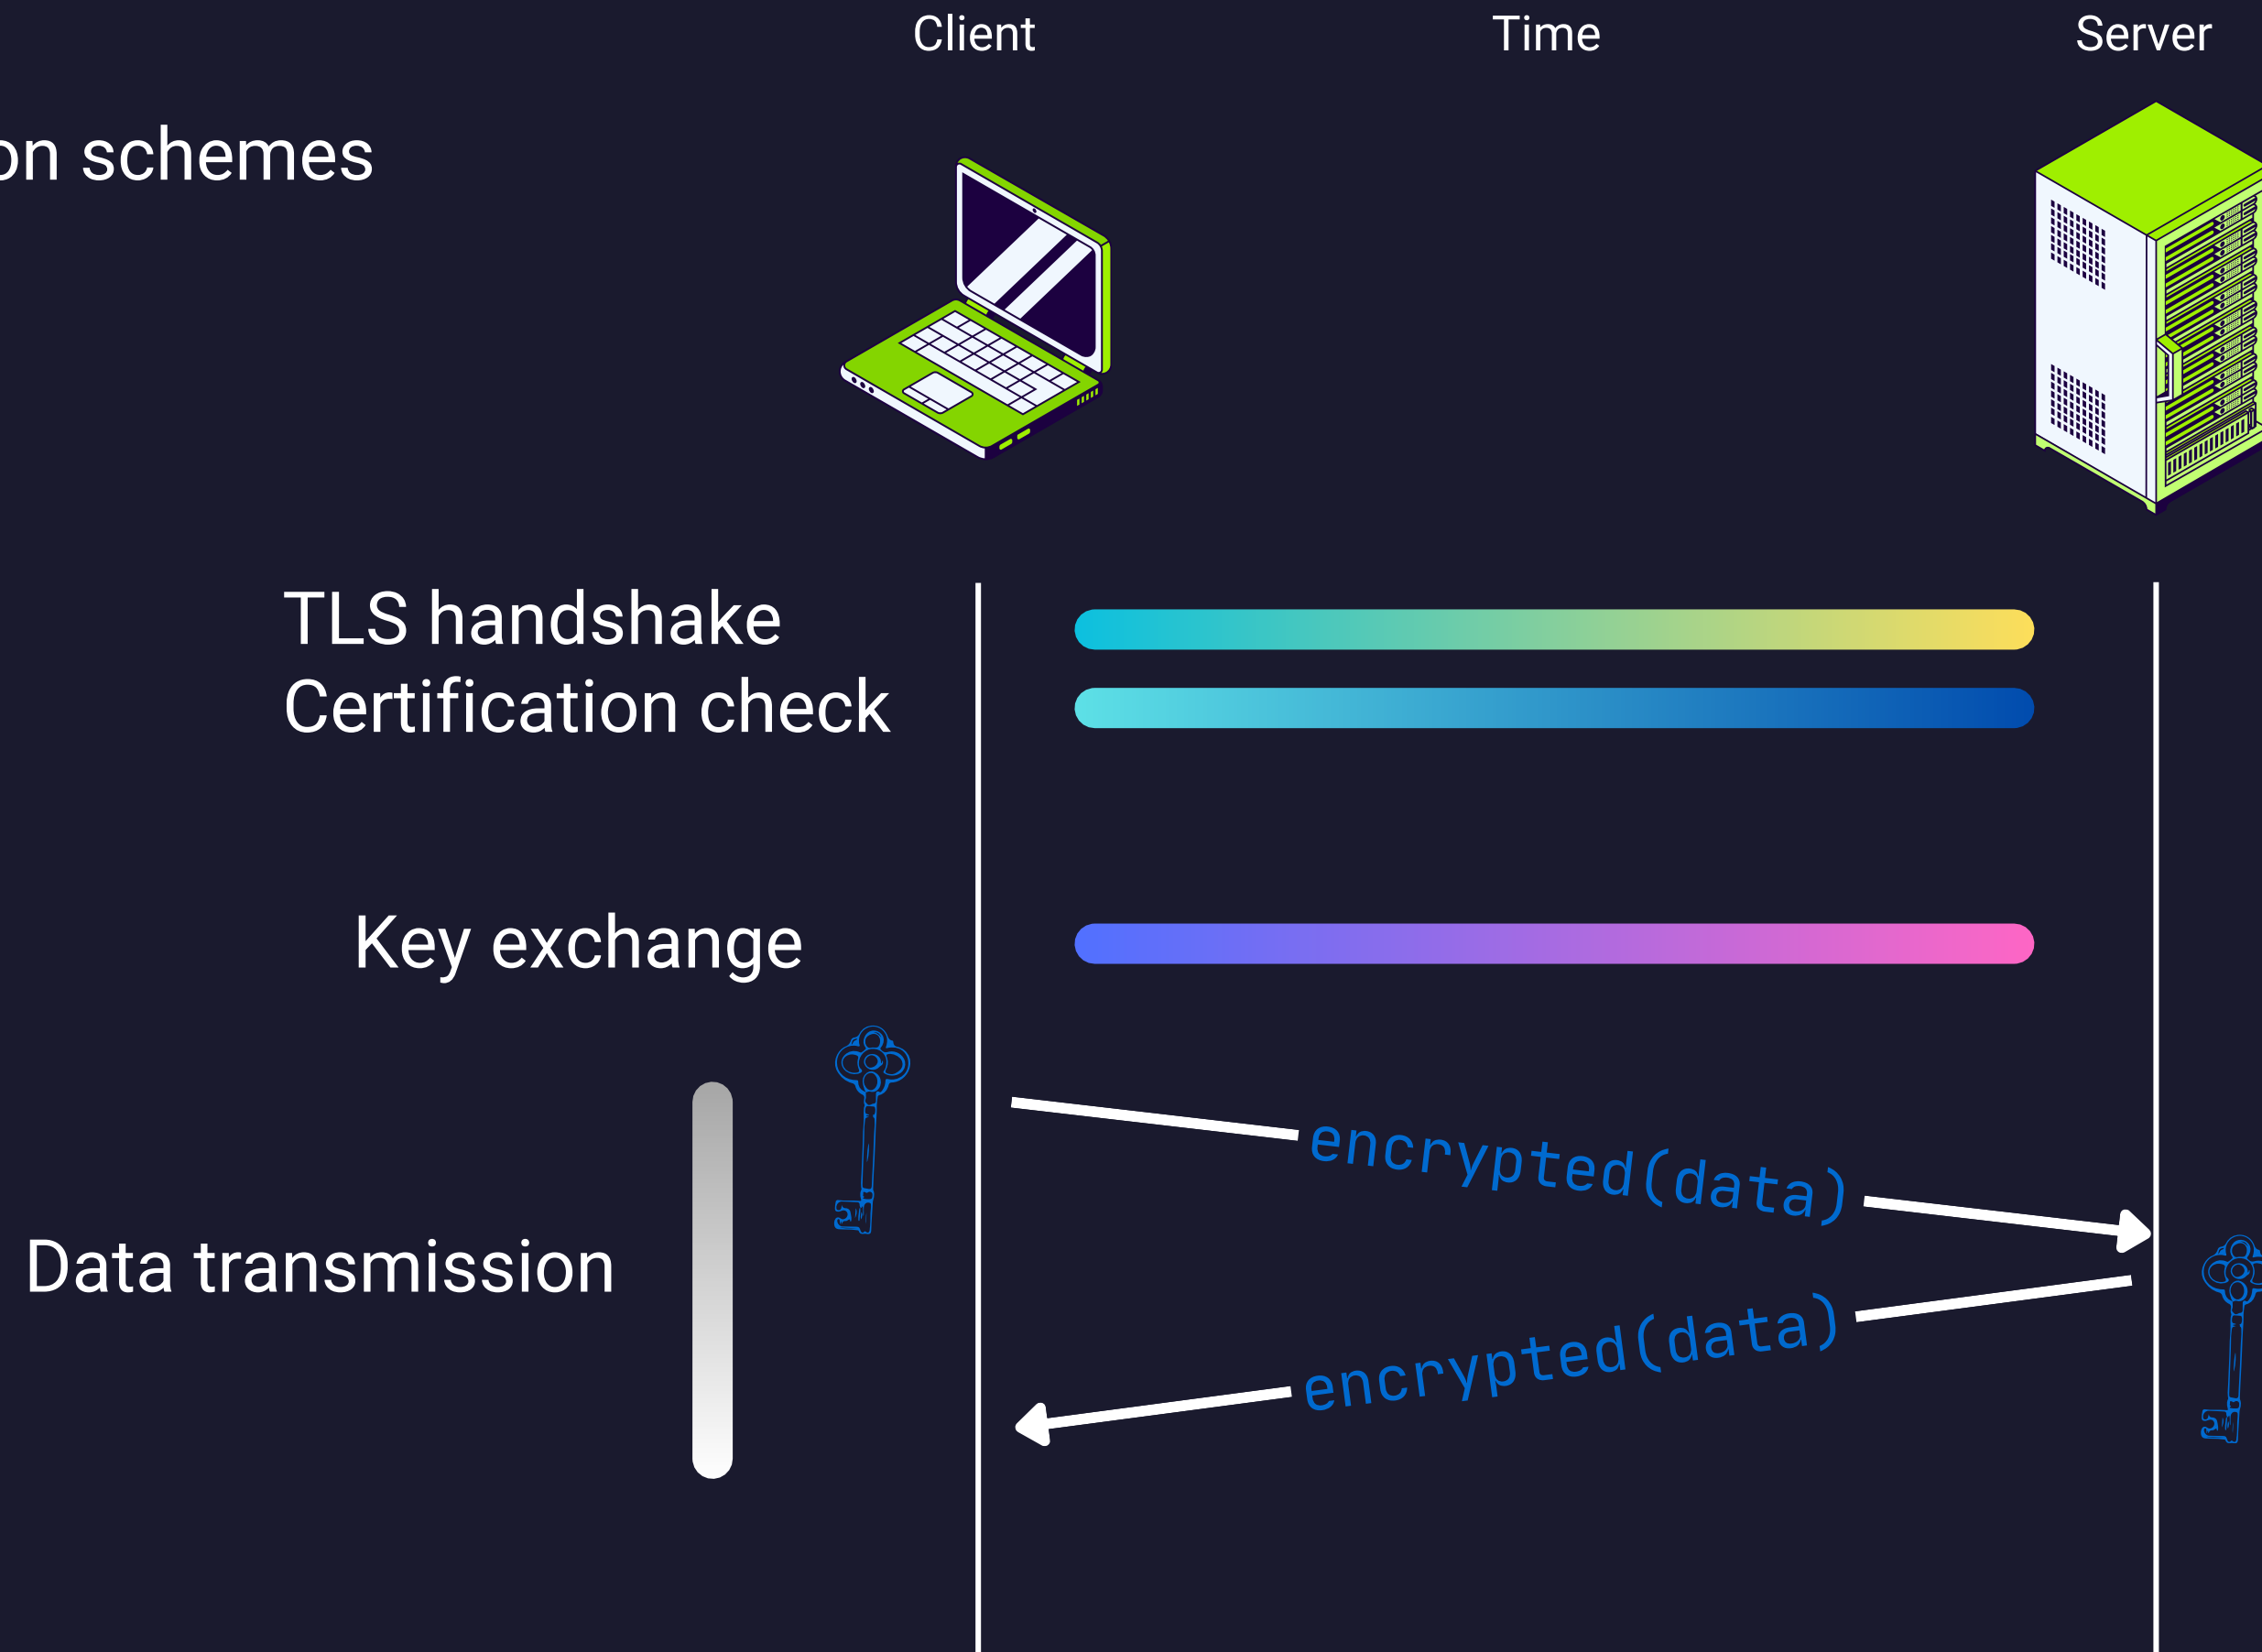 Client Time Server
on schemes
TLS handshake
Certification check
Key exchange
encrypted(data)
Data transmission
encrypted(data)